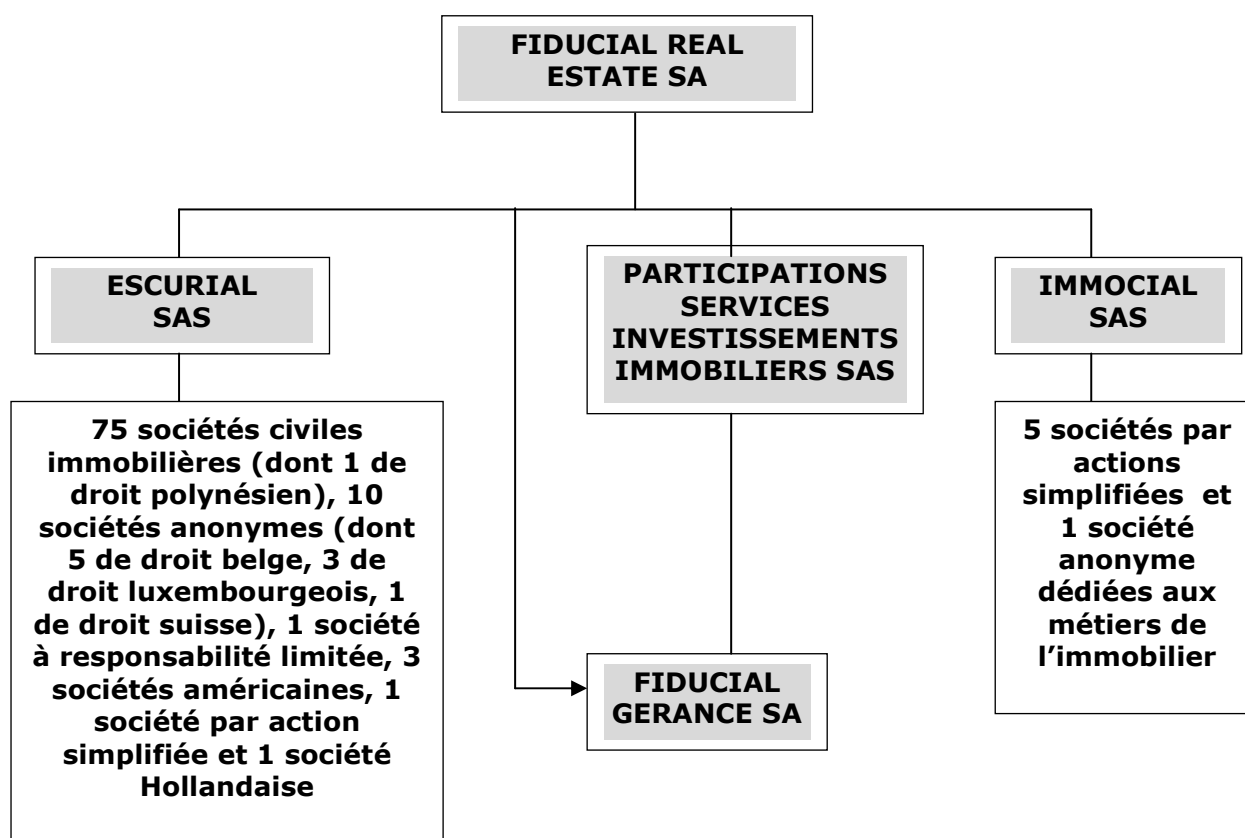 FIDUCIAL REAL
ESTATE SA
ESCURIAL
SAS
PARTICIPATIONS
SERVICES
INVESTISSEMENTS
IMMOBILIERS SAS
IMMOCIAL
SAS
75 sociétés civiles
immobilières (dont 1 de
droit polynésien), 10
sociétés anonymes (dont
5 de droit belge, 3 de
droit luxembourgeois, 1
de droit suisse), 1 société
à responsabilité limitée, 3
sociétés américaines, 1
société par action
simplifiée et 1 société
Hollandaise
5 sociétés par
actions
simplifiées et
1 société
anonyme
dédiées aux
métiers de
l’immobilier
FIDUCIAL
GERANCE SA